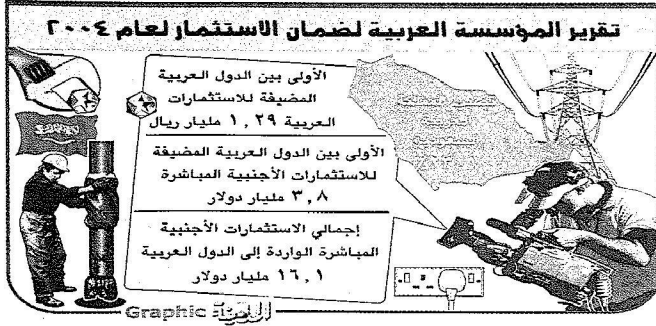 تقرير المؤسسة العربية لضمان الاستثمار لعام ٢٠٠٤
الأولى بين الدول العربية
المضيفة للاستثمارات
العربية ١,٢٩ مليار ريال
الأولى بين الدول العربية المضيفة
للاستثمارات الأجنبية المباشرة
٣,٨ مليار دولار
إجمالي الاستثمارات الأجنبية
المباشرة الواردة إلى الدول العربية
١٦,١ مليار دولار
Graphic